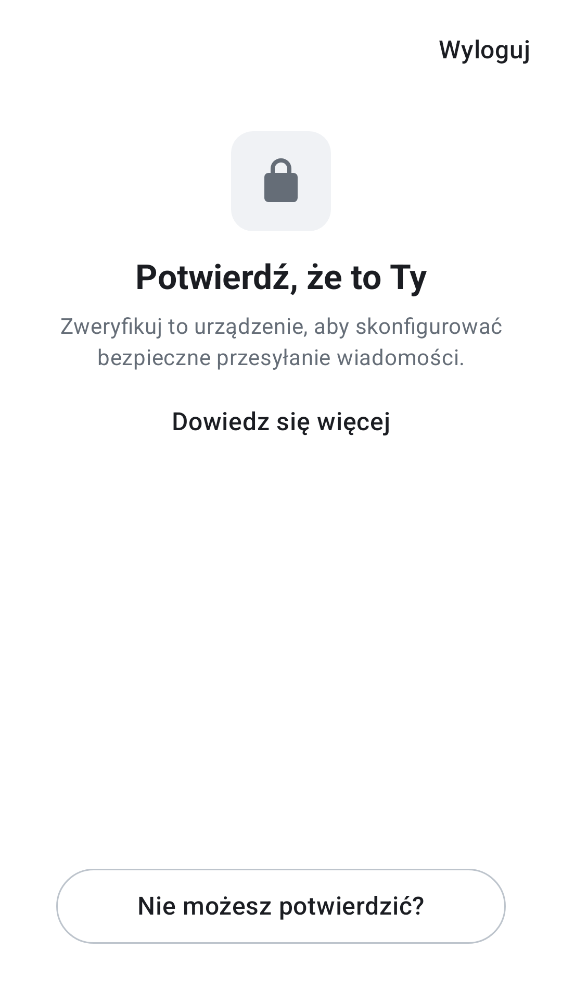 Wyloguj
Potwierdź, że to Ty
Zweryfikuj to urządzenie, aby skonfigurować
bezpieczne przesyłanie wiadomości.
Dowiedz się więcej
Nie możesz potwierdzić?